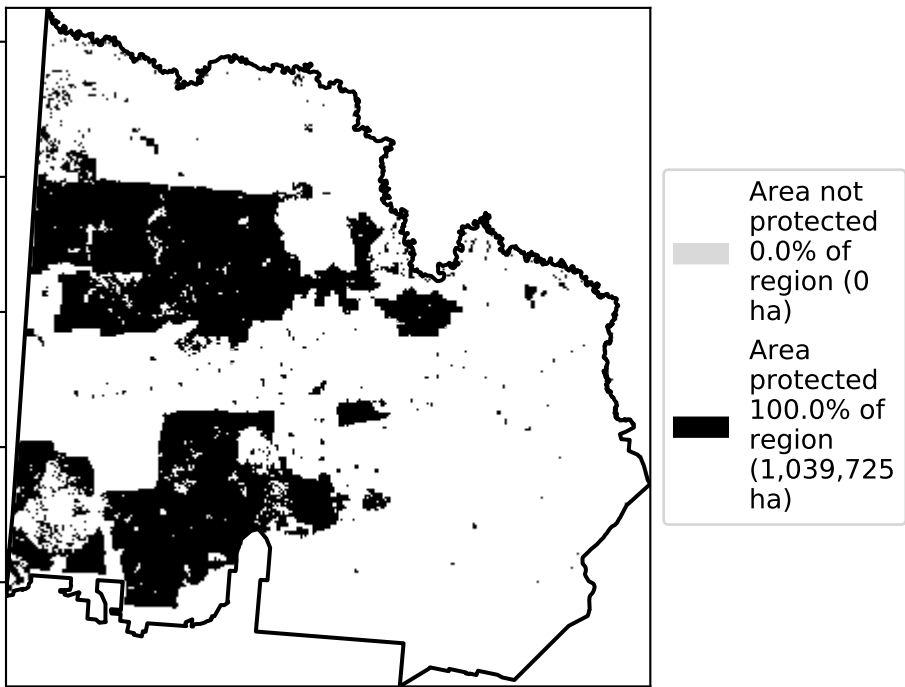 Area not
protected
0.0% of
region (0
ha)
Area
protected
100.0% of
region
(1,039,725
ha)